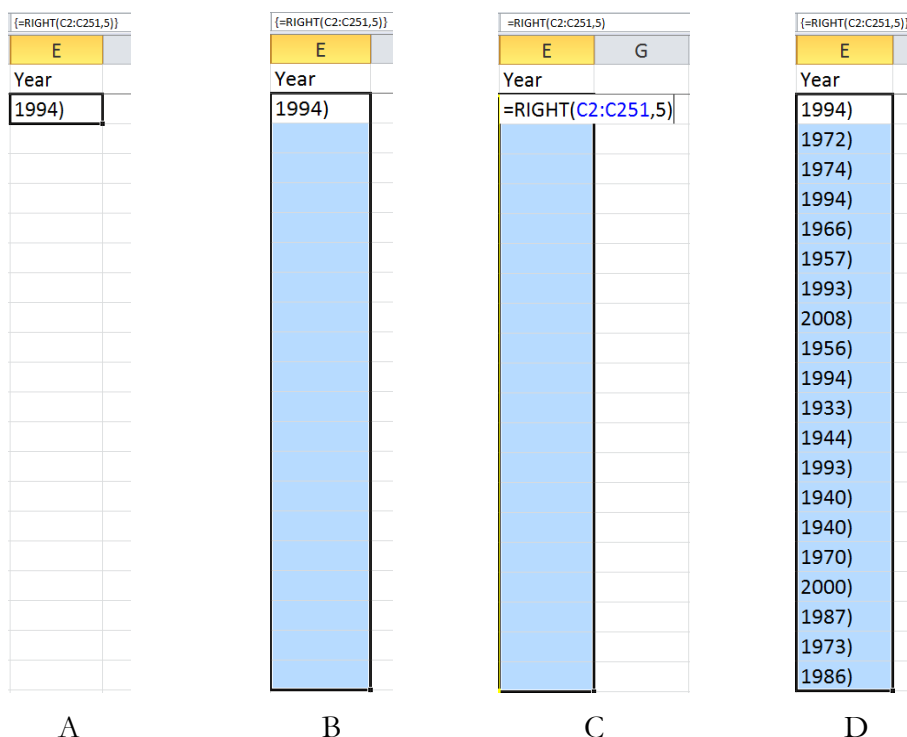 {=RIGHT(C2:C251,5)}
E
Year
1994)
A
{=RIGHT(C2:C251,5)}
E
Year
1994)
B
=RIGHT(C2:C251,5)
E G
Year
=RIGHT(C2:C251,5)
C
{=RIGHT(C2:C251,5)}
E
Year
1994)
1972)
1974)
1994)
1966)
1957)
1993)
2008)
1956)
1994)
1933)
1944)
1993)
1940)
1940)
1970)
2000)
1987)
1973)
1986)
D